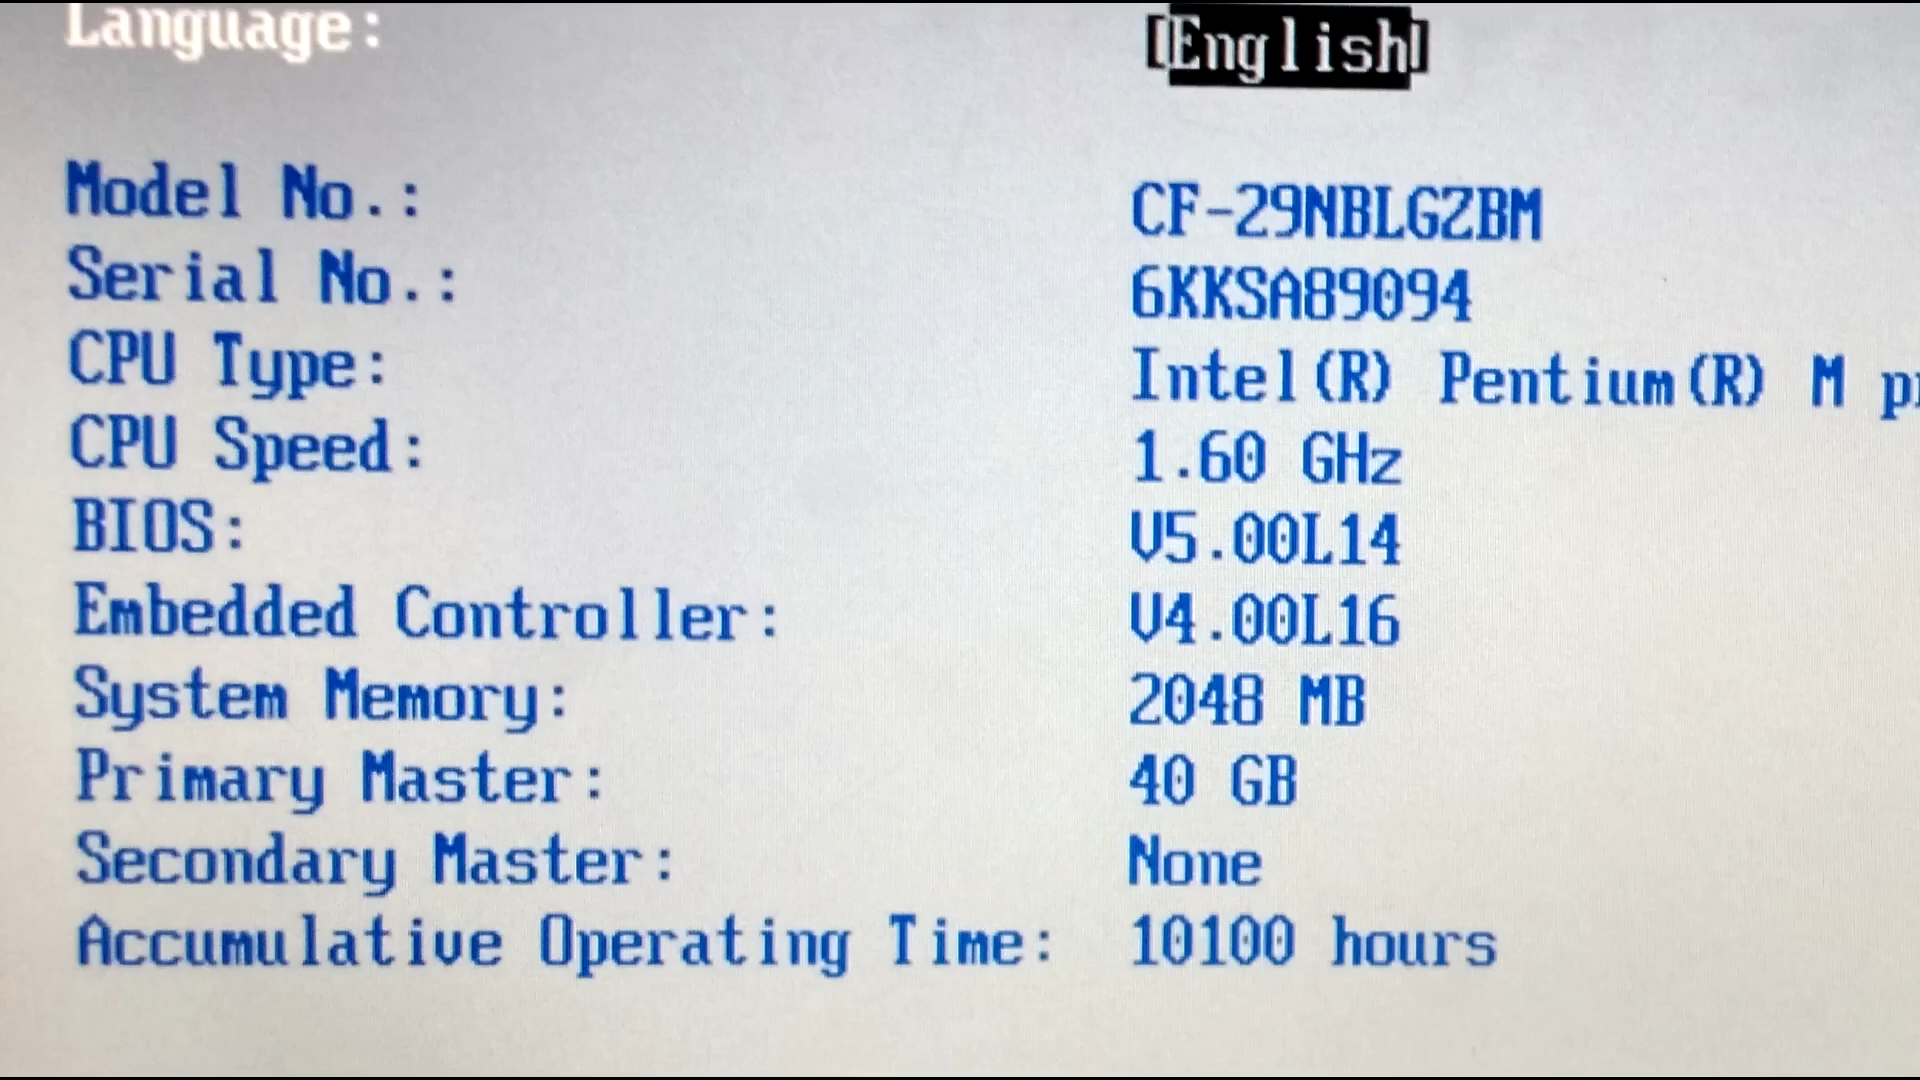 Language: [English]
Model No.: CF-29NBLGZBM
Serial No.: 6KKSA89094
CPU Type: Intel(R) Pentium(R) M
CPU Speed: 1.60 GHz
BIOS: V5.00L14
Embedded Controller: V4.00L16
System Memory: 2048 MB
Primary Master: 40 GB
Secondary Master: None
Accumulative Operating Time: 10100 hours